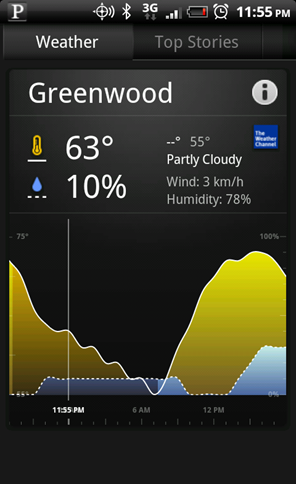 P 3G 11:55 PM
Weather Top Stories
Greenwood
63° --° 55° The Weather Channel
Partly Cloudy
10% Wind: 3 km/h
Humidity: 78%
75° 100%
55° 0%
11:55 PM 6 AM 12 PM